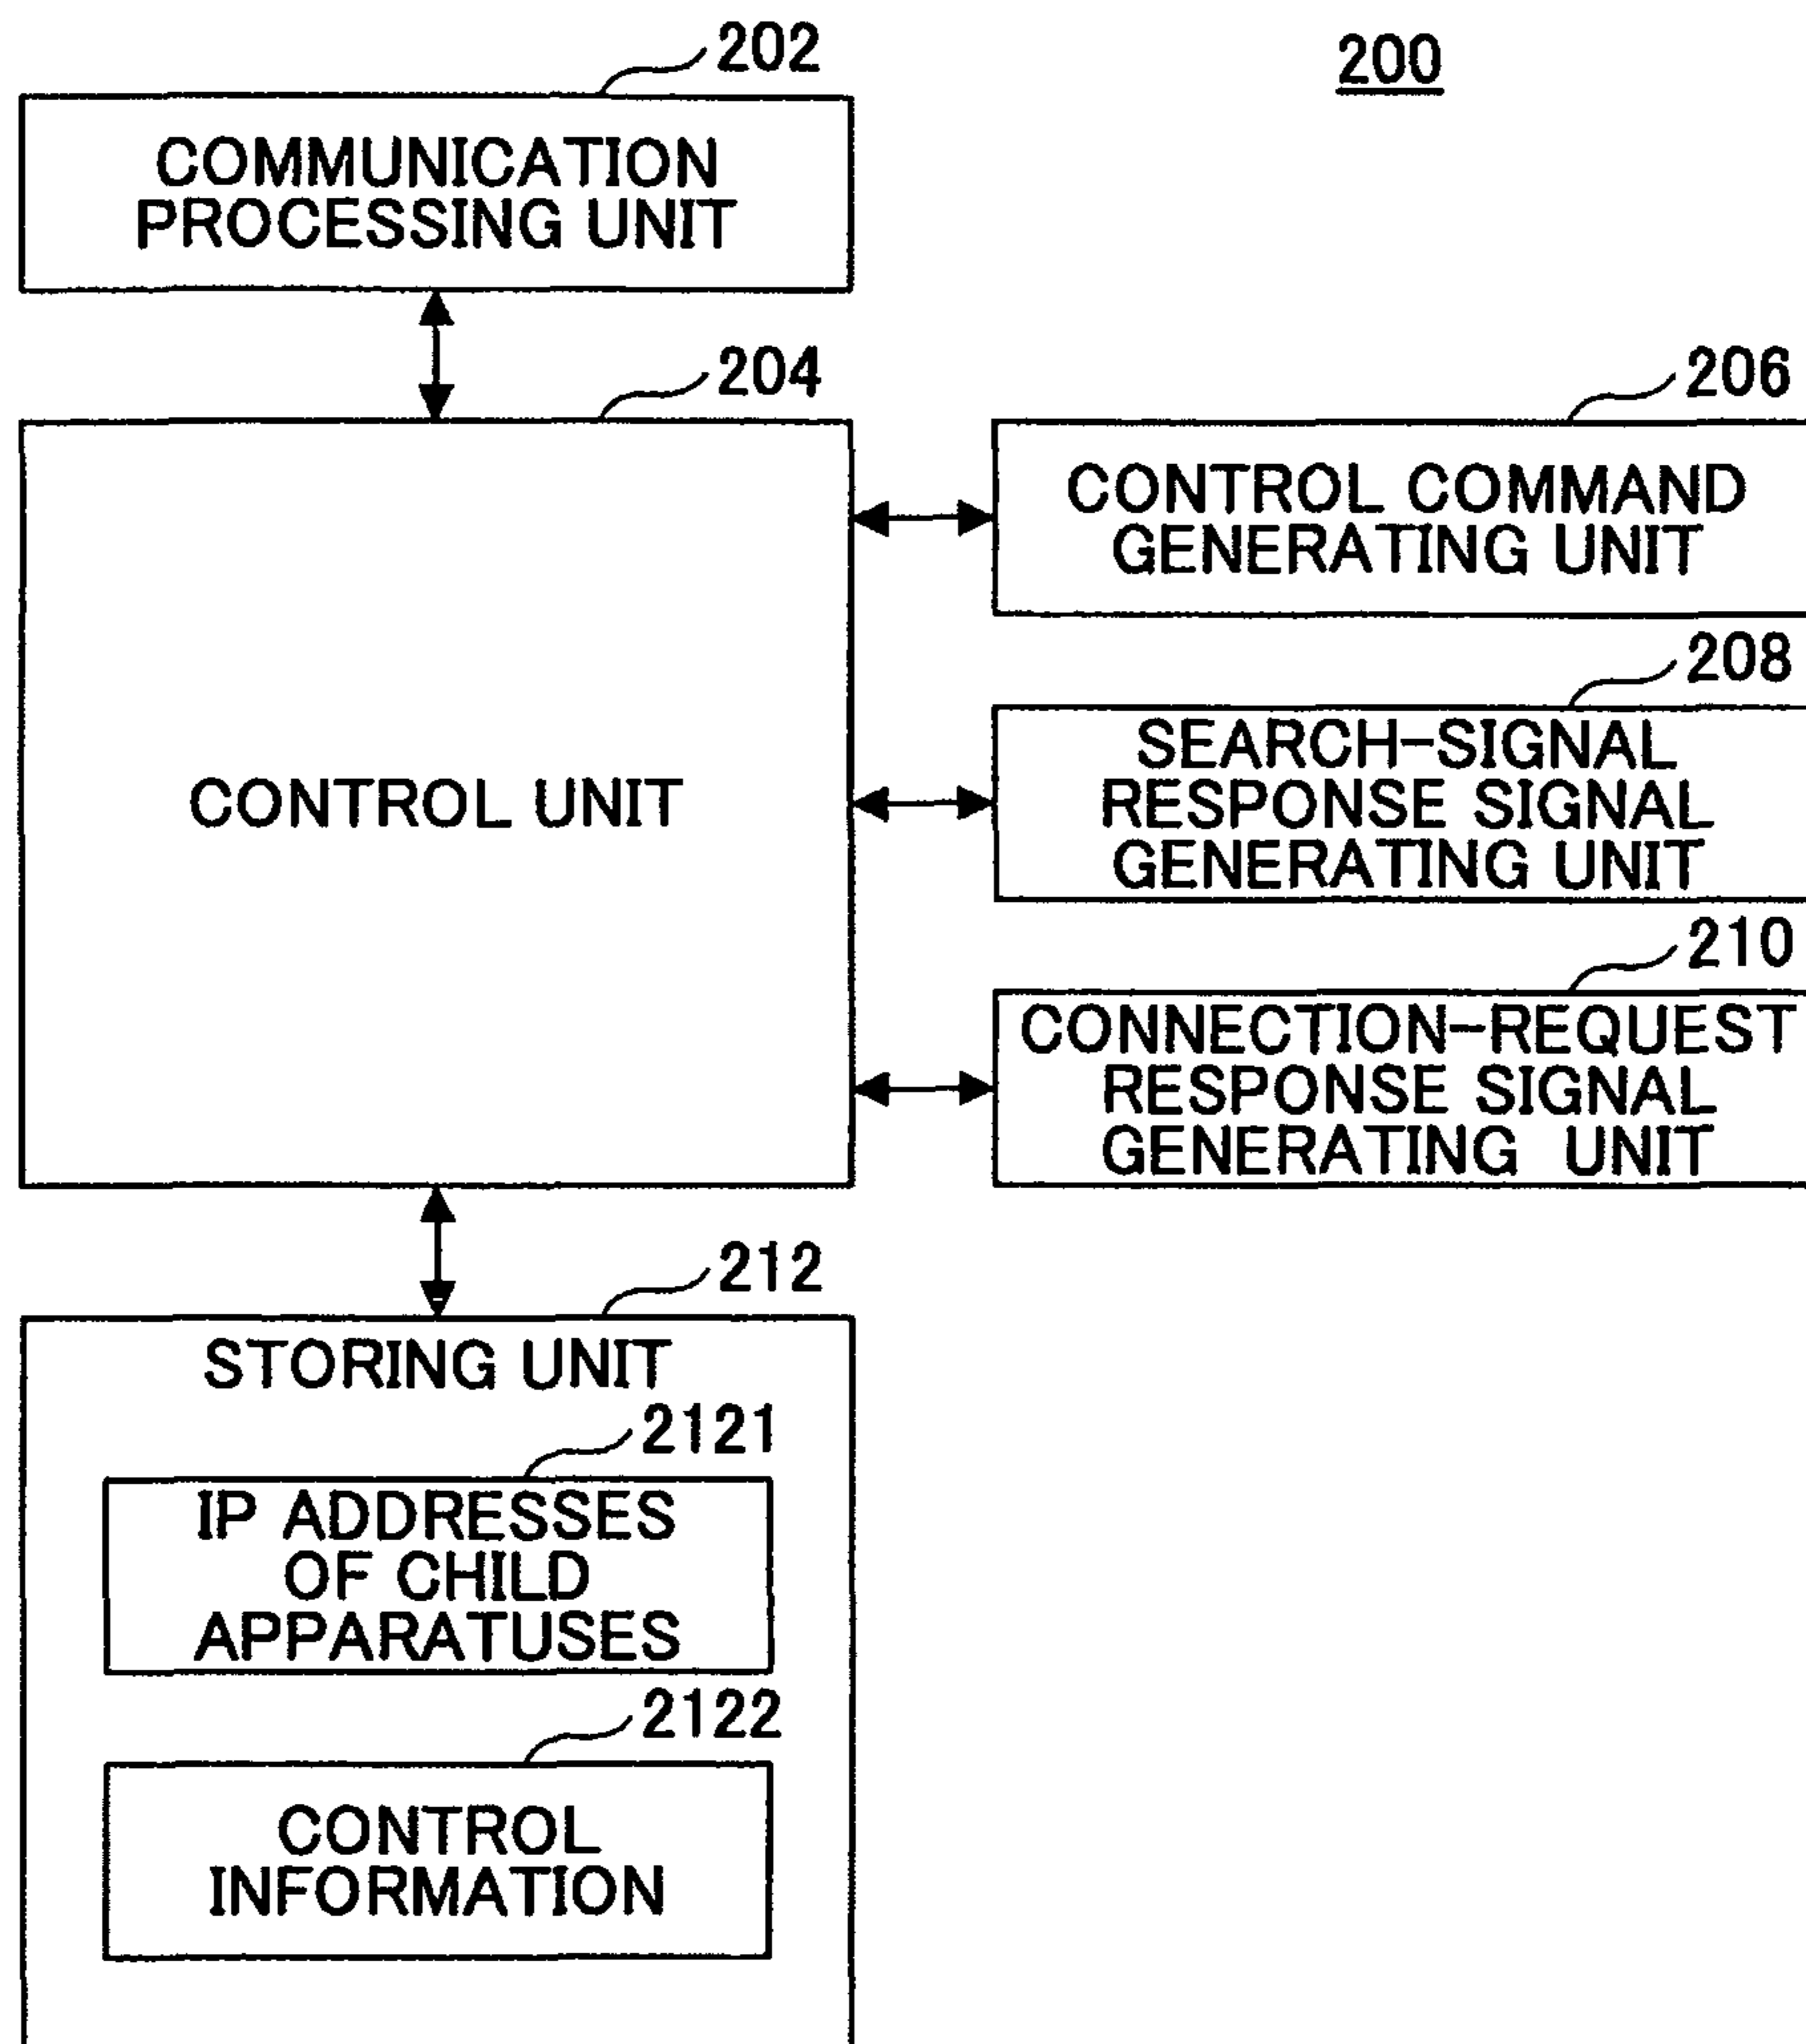 200
202
COMMUNICATION
PROCESSING UNIT
204
CONTROL UNIT
206
CONTROL COMMAND
GENERATING UNIT
208
SEARCH-SIGNAL
RESPONSE SIGNAL
GENERATING UNIT
210
CONNECTION-REQUEST
RESPONSE SIGNAL
GENERATING UNIT
212
STORING UNIT
2121
IP ADDRESSES
OF CHILD
APPARATUSES
2122
CONTROL
INFORMATION